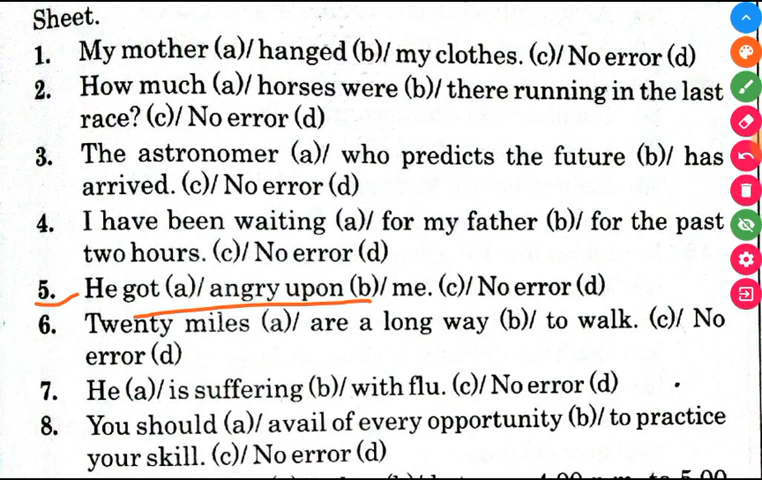 Sheet.
1. My mother (a)/ hanged (b)/ my clothes. (c)/ No error (d)
2. How much (a)/ horses were (b)/ there running in the last
race? (c)/ No error (d)
3. The astronomer (a)/ who predicts the future (b)/ has
arrived. (c)/ No error (d)
4. I have been waiting (a)/ for my father (b)/ for the past
two hours. (c)/ No error (d)
5. He got (a)/ angry upon (b)/ me. (c)/ No error (d)
6. Twenty miles (a)/ are a long way (b)/ to walk. (c)/ No
error (d)
7. He (a)/ is suffering (b)/ with flu. (c)/ No error (d)
8. You should (a)/ avail of every opportunity (b)/ to practice
your skill. (c)/ No error (d)